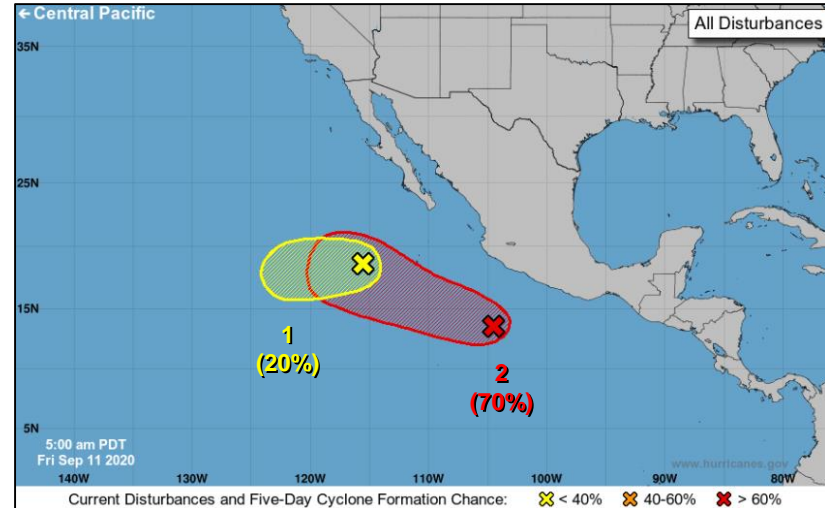 ← Central Pacific
All Disturbances
35N
25N
15N
5N
1
(20%)
2
(70%)
5:00 am PDT
Fri Sep 11 2020
www.hurricanes.gov
140W 130W 120W 110W 100W 90W 80W
Current Disturbances and Five-Day Cyclone Formation Chance: < 40% 40-60% > 60%